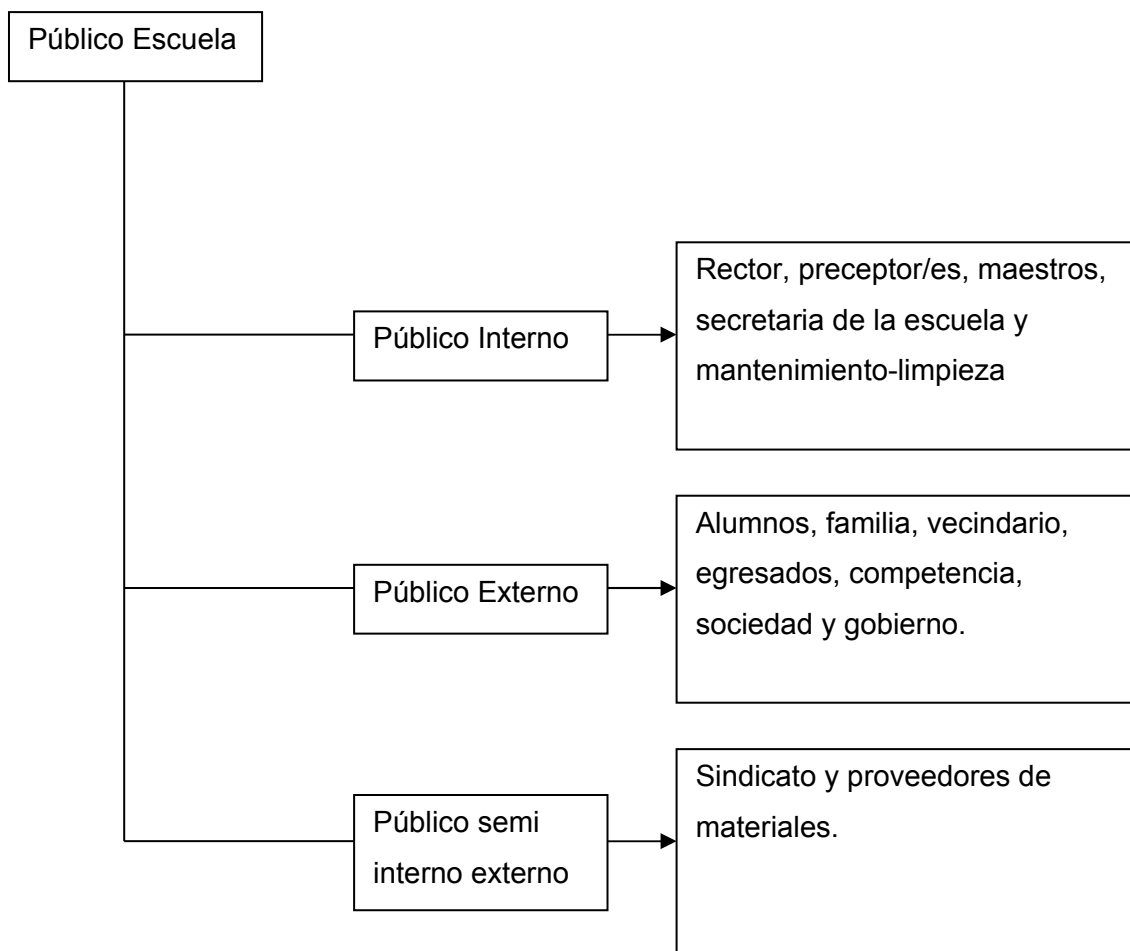 Público Escuela
Público Interno
Rector, preceptor/es, maestros,
secretaria de la escuela y
mantenimiento-limpieza
Público Externo
Alumnos, familia, vecindario,
egresados, competencia,
sociedad y gobierno.
Público semi
interno externo
Sindicato y proveedores de
materiales.